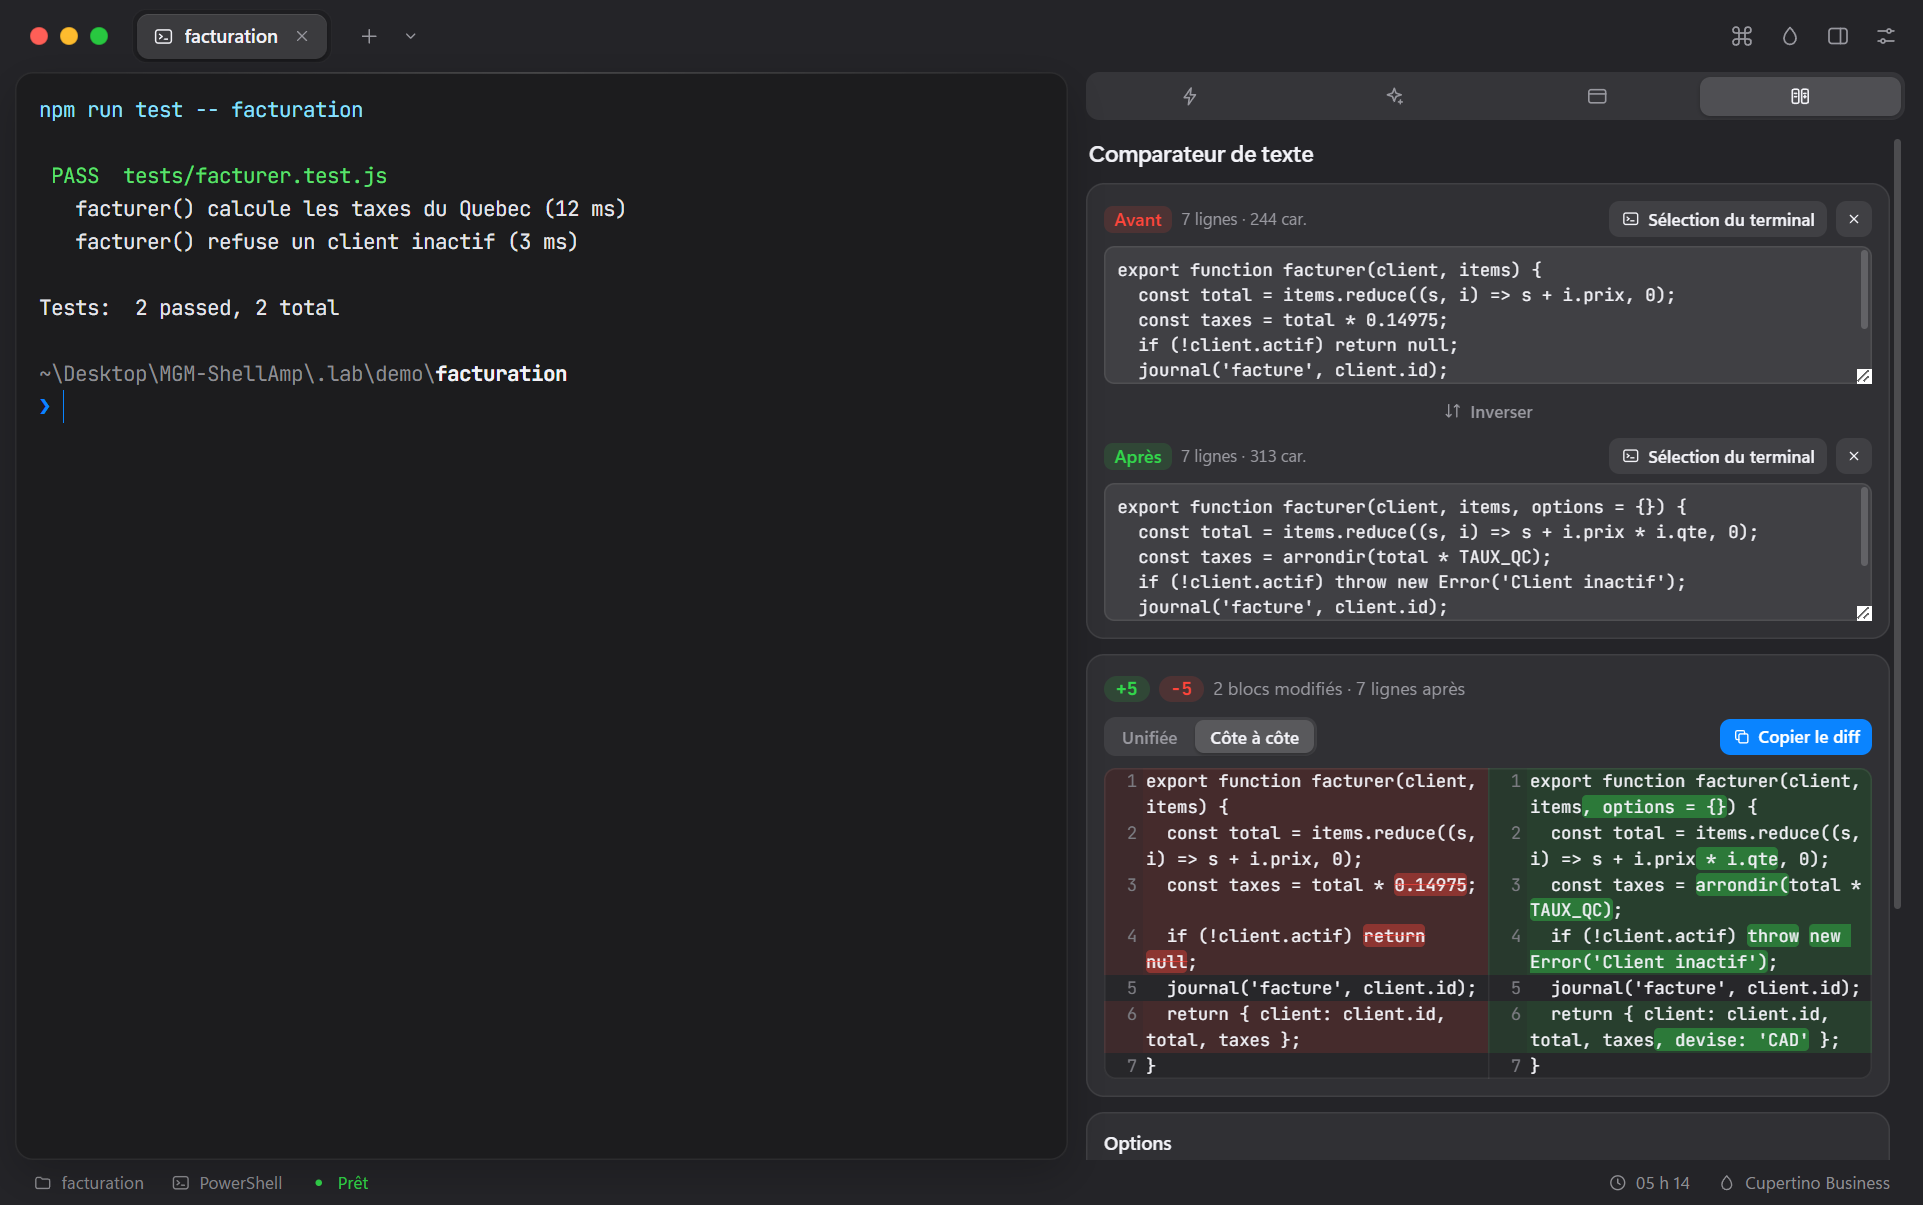 facturation
npm run test -- facturation
PASS  tests/facturer.test.js
facturer() calcule les taxes du Quebec (12 ms)
facturer() refuse un client inactif (3 ms)
Tests:  2 passed, 2 total
~\Desktop\MGM-ShellAmp\.lab\demo\facturation
❯
Comparateur de texte
Avant 7 lignes · 244 car. Sélection du terminal
export function facturer(client, items) {
  const total = items.reduce((s, i) => s + i.prix, 0);
  const taxes = total * 0.14975;
  if (!client.actif) return null;
  journal('facture', client.id);
Inverser
Après 7 lignes · 313 car. Sélection du terminal
export function facturer(client, items, options = {}) {
  const total = items.reduce((s, i) => s + i.prix * i.qte, 0);
  const taxes = arrondir(total * TAUX_QC);
  if (!client.actif) throw new Error('Client inactif');
  journal('facture', client.id);
+5 -5 2 blocs modifiés · 7 lignes après
Unifiée Côte à côte Copier le diff
1 export function facturer(client,
items) {
2   const total = items.reduce((s,
i) => s + i.prix, 0);
3   const taxes = total * 0.14975;
4   if (!client.actif) return
null;
5   journal('facture', client.id);
6   return { client: client.id,
total, taxes };
7 }
1 export function facturer(client,
items, options = {}) {
2   const total = items.reduce((s,
i) => s + i.prix * i.qte, 0);
3   const taxes = arrondir(total *
TAUX_QC);
4   if (!client.actif) throw new
Error('Client inactif');
5   journal('facture', client.id);
6   return { client: client.id,
total, taxes, devise: 'CAD' };
7 }
Options
facturation PowerShell Prêt 05 h 14 Cupertino Business